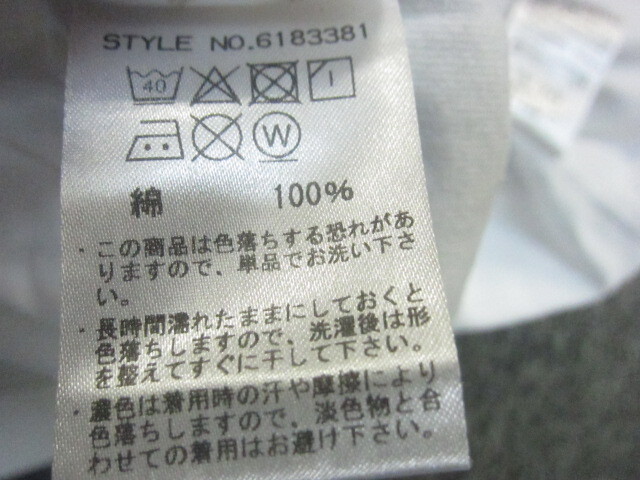 STYLE NO.6183381
40
W
綿 100%
・この商品は色落ちする恐れがあ
りますので、単品でお洗い下さ
い。
・長時間濡れたままにしておくと
色落ちしますので、洗濯後は形
を整えてすぐに干して下さい。
・濃色は着用時の汗や摩擦により
色落ちしますので、淡色物と合
わせての着用はお避け下さい。